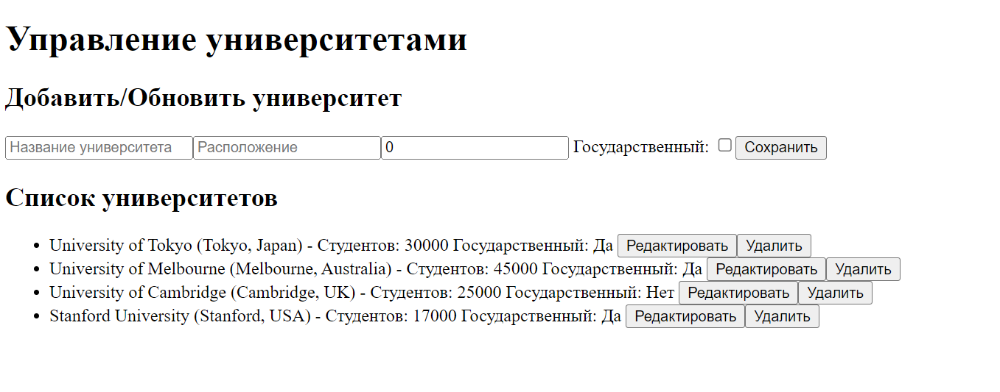 Управление университетами
Добавить/Обновить университет
Название университета Расположение 0 Государственный: Сохранить
Список университетов
University of Tokyo (Tokyo, Japan) - Студентов: 30000 Государственный: Да Редактировать Удалить
University of Melbourne (Melbourne, Australia) - Студентов: 45000 Государственный: Да Редактировать Удалить
University of Cambridge (Cambridge, UK) - Студентов: 25000 Государственный: Нет Редактировать Удалить
Stanford University (Stanford, USA) - Студентов: 17000 Государственный: Да Редактировать Удалить